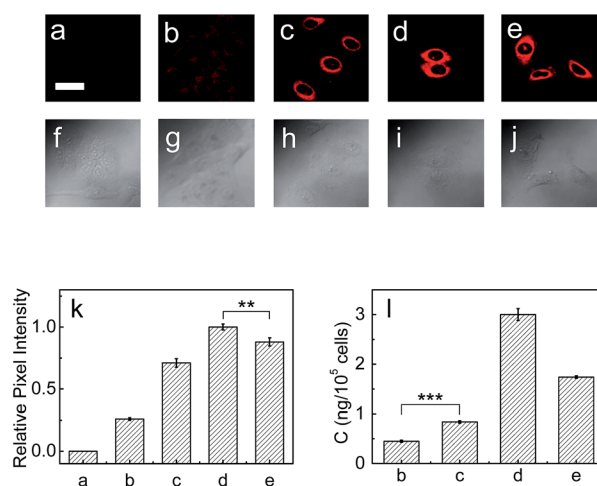 a b c d e
f g h i j
k
Relative Pixel Intensity
1.0
0.5
0.0
**
a b c d e
l
C (ng/10⁵ cells)
3
2
1
0
***
b c d e